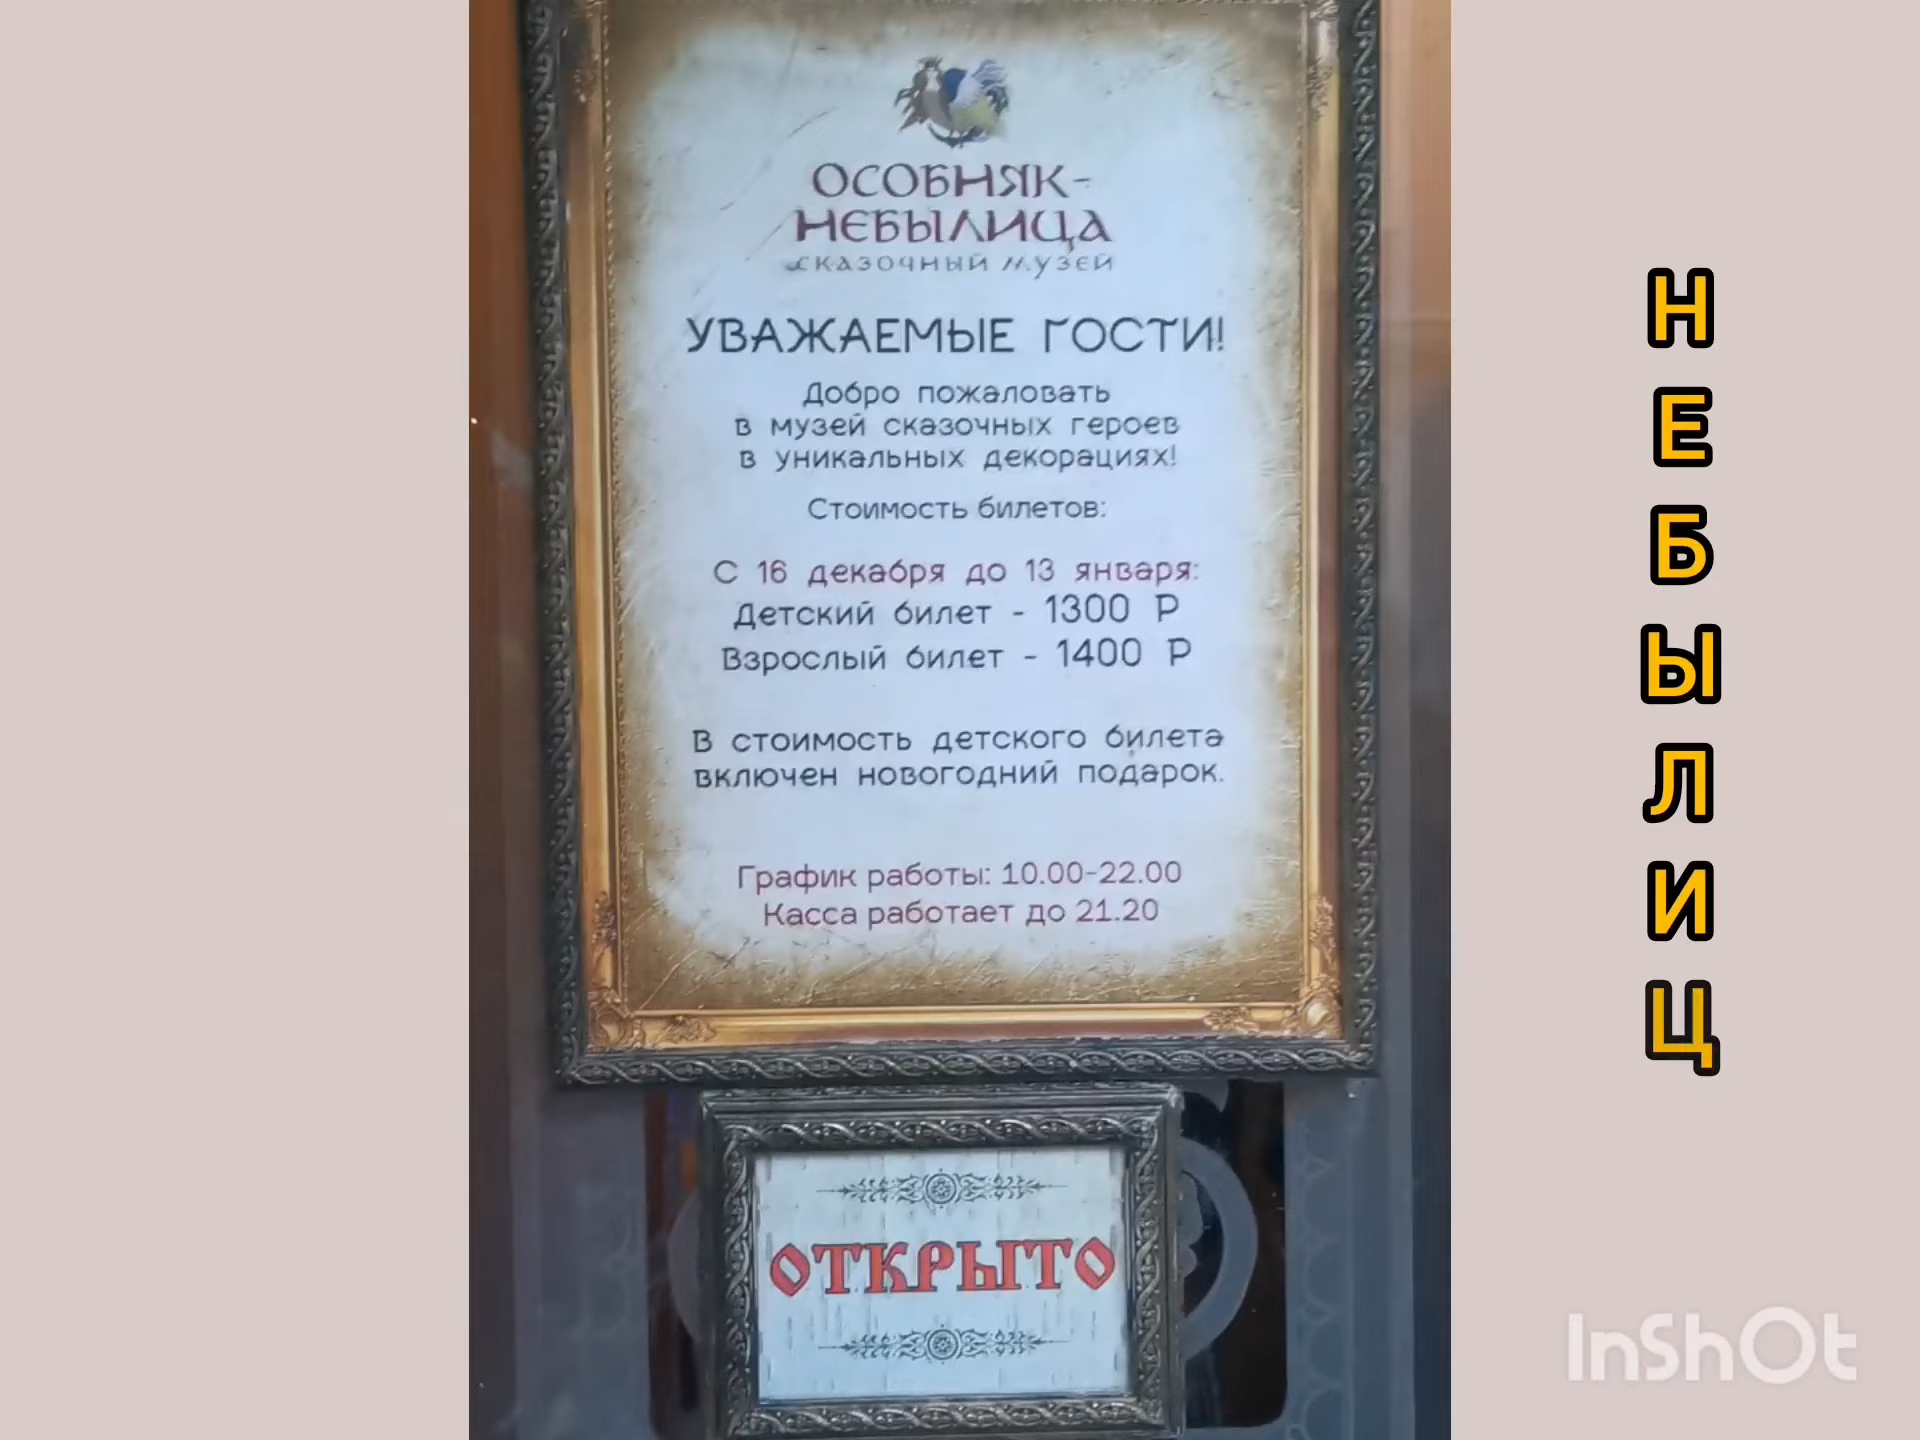 ОСОБНЯК-
НЕБЫЛИЦА
СКАЗОЧНЫЙ МУЗЕЙ
УВАЖАЕМЫЕ ГОСТИ!
Добро пожаловать
в музей сказочных героев
в уникальных декорациях!
Стоимость билетов:
С 16 декабря до 13 января:
Детский билет - 1300 Р
Взрослый билет - 1400 Р
В стоимость детского билета
включен новогодний подарок.
График работы: 10.00-22.00
Касса работает до 21.20
ОТКРЫТО
Н
Е
Б
Ы
Л
И
Ц
InShOt